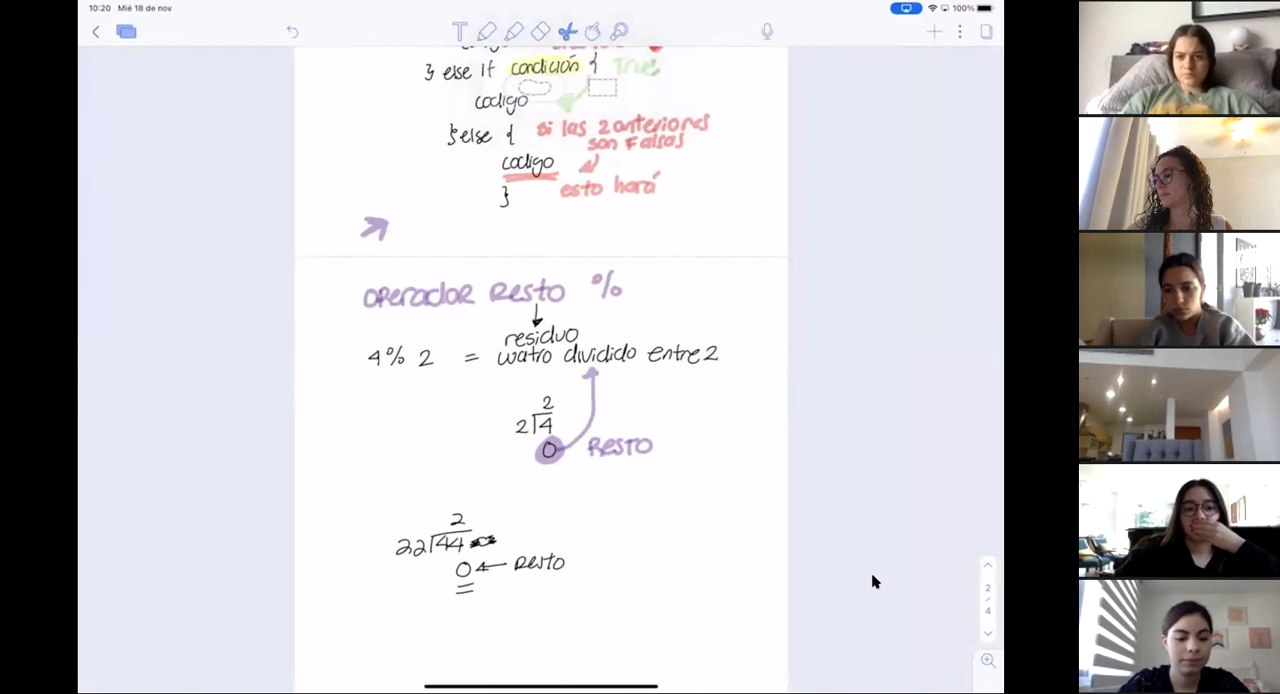 10:20 Mié 18 de nov
100%
T
} else if condición { True
codigo
} else { si las 2 anteriores
son Falsas
codigo
esto hará
}
operador Resto %
residuo
4 % 2 = cuatro dividido entre 2
2
2 4
0 Resto
2
22 44
0 ← Resto
2
/
4